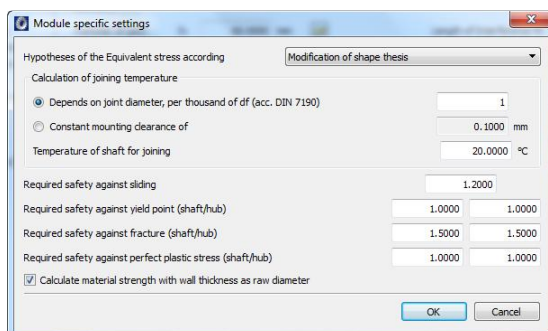 Module specific settings
Hypotheses of the Equivalent stress according Modification of shape thesis
Calculation of joining temperature
Depends on joint diameter, per thousand of df (acc. DIN 7190) 1
Constant mounting clearance of 0.1000 mm
Temperature of shaft for joining 20.0000 °C
Required safety against sliding 1.2000
Required safety against yield point (shaft/hub) 1.0000 1.0000
Required safety against fracture (shaft/hub) 1.5000 1.5000
Required safety against perfect plastic stress (shaft/hub) 1.0000 1.0000
Calculate material strength with wall thickness as raw diameter
OK Cancel